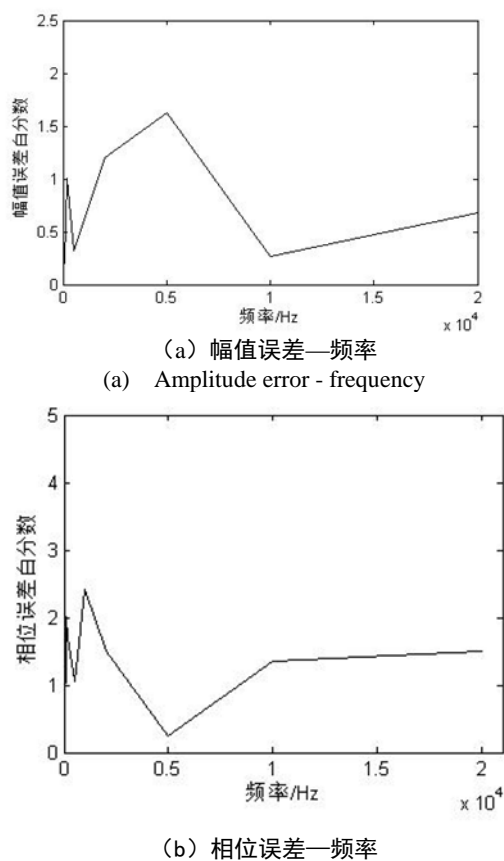 2.5
2
1.5
1
0.5
0
幅值误差白分数
0 0.5 1 1.5 2
频率/Hz
x 10⁴
（a）幅值误差—频率
(a) Amplitude error - frequency
5
4
3
2
1
0
相位误差白分数
0 0.5 1 1.5 2
频率/Hz
x 10⁴
（b）相位误差—频率